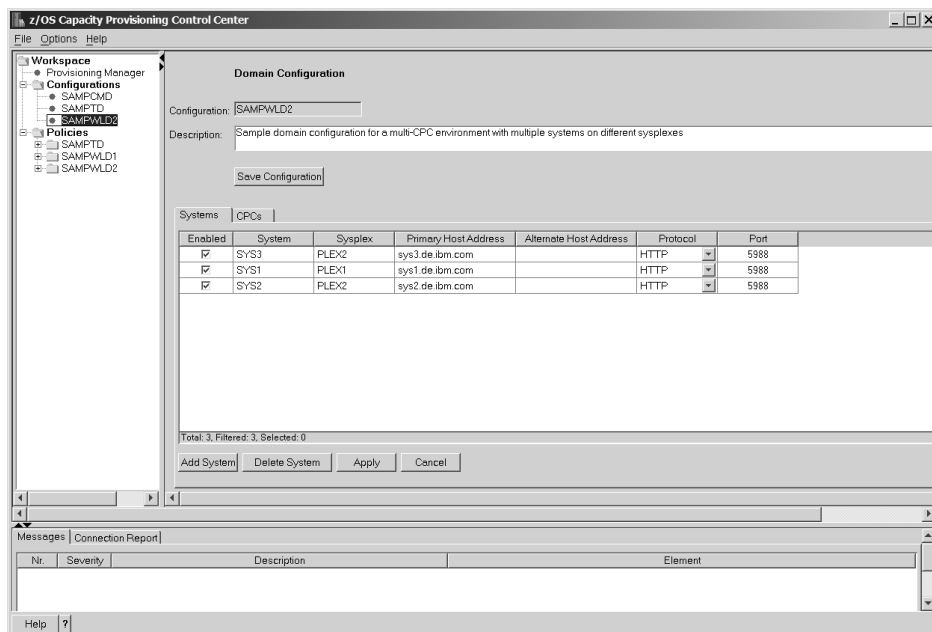 z/OS Capacity Provisioning Control Center
File Options Help
Workspace
Provisioning Manager
Configurations
SAMPCMD
SAMPTD
SAMPWLD2
Policies
SAMPTD
SAMPWLD1
SAMPWLD2
Domain Configuration
Configuration: SAMPWLD2
Description: Sample domain configuration for a multi-CPC environment with multiple systems on different sysplexes
Save Configuration
Systems CPCs
Enabled System Sysplex Primary Host Address Alternate Host Address Protocol Port
SYS3 PLEX2 sys3.de.ibm.com HTTP 5988
SYS1 PLEX1 sys1.de.ibm.com HTTP 5988
SYS2 PLEX2 sys2.de.ibm.com HTTP 5988
Total: 3, Filtered: 3, Selected: 0
Add System Delete System Apply Cancel
Messages Connection Report
Nr. Severity Description Element
Help ?